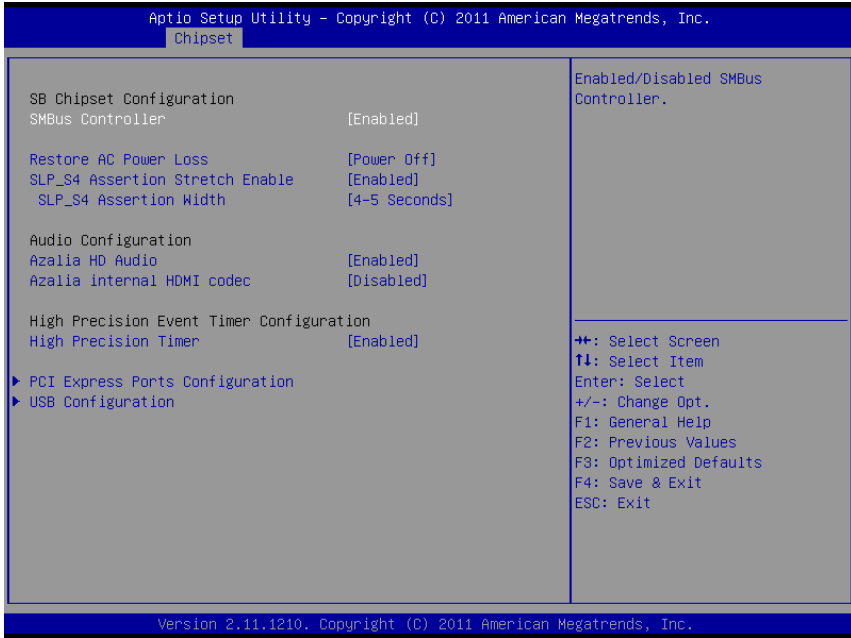 Aptio Setup Utility – Copyright (C) 2011 American Megatrends, Inc.
Chipset
SB Chipset Configuration
SMBus Controller [Enabled]
Restore AC Power Loss [Power Off]
SLP_S4 Assertion Stretch Enable [Enabled]
SLP_S4 Assertion Width [4-5 Seconds]
Audio Configuration
Azalia HD Audio [Enabled]
Azalia internal HDMI codec [Disabled]
High Precision Event Timer Configuration
High Precision Timer [Enabled]
PCI Express Ports Configuration
USB Configuration
Enabled/Disabled SMBus
Controller.
→←: Select Screen
↑↓: Select Item
Enter: Select
+/-: Change Opt.
F1: General Help
F2: Previous Values
F3: Optimized Defaults
F4: Save & Exit
ESC: Exit
Version 2.11.1210. Copyright (C) 2011 American Megatrends, Inc.